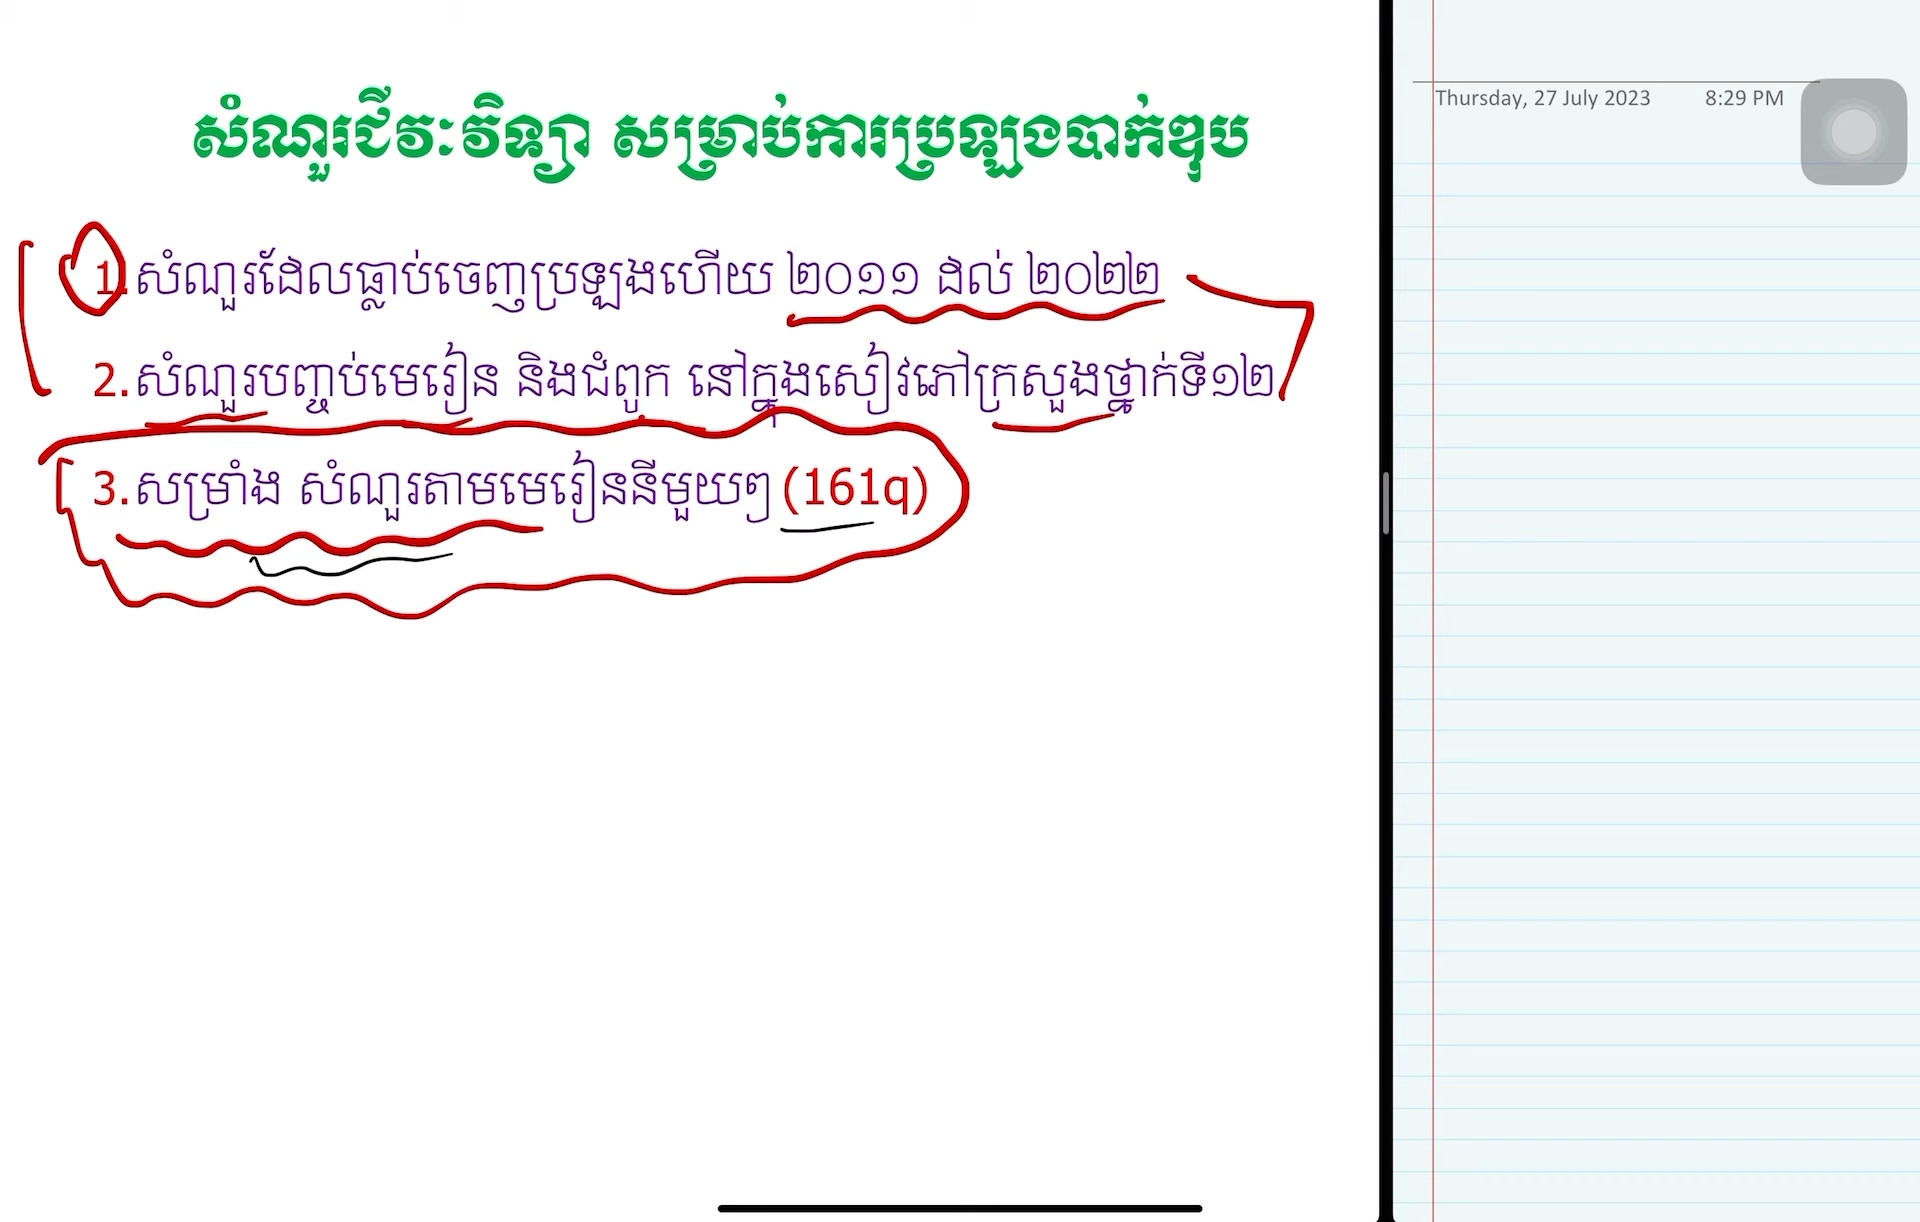 សំណួរជីវៈវិទ្យា សម្រាប់ការប្រឡងបាក់ឌុប
1.សំណួរដែលធ្លាប់ចេញប្រឡងហើយ ២០១១ ដល់ ២០២២
2.សំណួរបញ្ចប់មេរៀន និងជំពូក នៅក្នុងសៀវភៅក្រសួងថ្នាក់ទី១២
3.សម្រាំង សំណួរតាមមេរៀននីមួយៗ (161q)
Thursday, 27 July 2023 8:29 PM